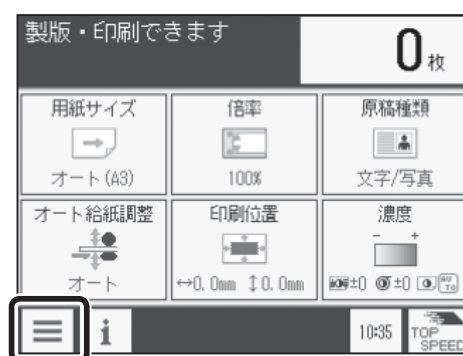 製版・印刷できます
0枚
用紙サイズ
倍率
原稿種類
オート(A3)
100%
文字/写真
オート給紙調整
印刷位置
濃度
- +
オート
↔0.0mm ↕0.0mm
±0 ±0 AUTO
i
10:35
TOP
SPEED